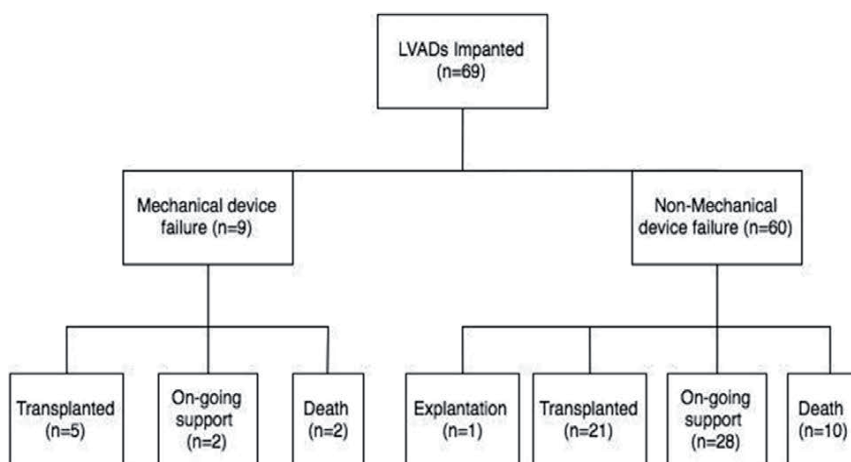 LVADs Impanted
(n=69)
Mechanical device
failure (n=9)
Non-Mechanical
device failure (n=60)
Transplanted
(n=5)
On-going
support
(n=2)
Death
(n=2)
Explantation
(n=1)
Transplanted
(n=21)
On-going
support
(n=28)
Death
(n=10)